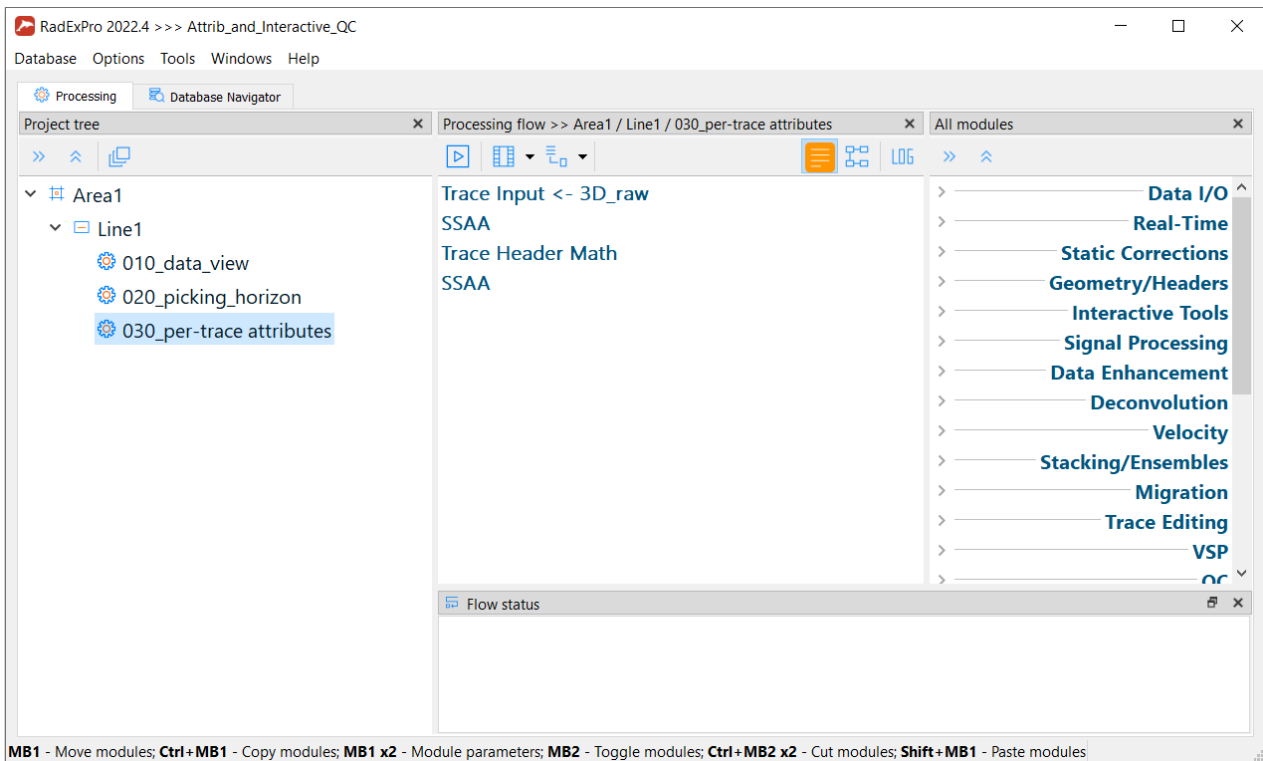 RadExPro 2022.4 >>> Attrib_and_Interactive_QC
Database Options Tools Windows Help
Processing Database Navigator
Project tree
Area1
Line1
010_data_view
020_picking_horizon
030_per-trace attributes
Processing flow >> Area1 / Line1 / 030_per-trace attributes
LOG
Trace Input <- 3D_raw
SSAA
Trace Header Math
SSAA
All modules
Data I/O
Real-Time
Static Corrections
Geometry/Headers
Interactive Tools
Signal Processing
Data Enhancement
Deconvolution
Velocity
Stacking/Ensembles
Migration
Trace Editing
VSP
QC
Flow status
MB1 - Move modules; Ctrl+MB1 - Copy modules; MB1 x2 - Module parameters; MB2 - Toggle modules; Ctrl+MB2 x2 - Cut modules; Shift+MB1 - Paste modules